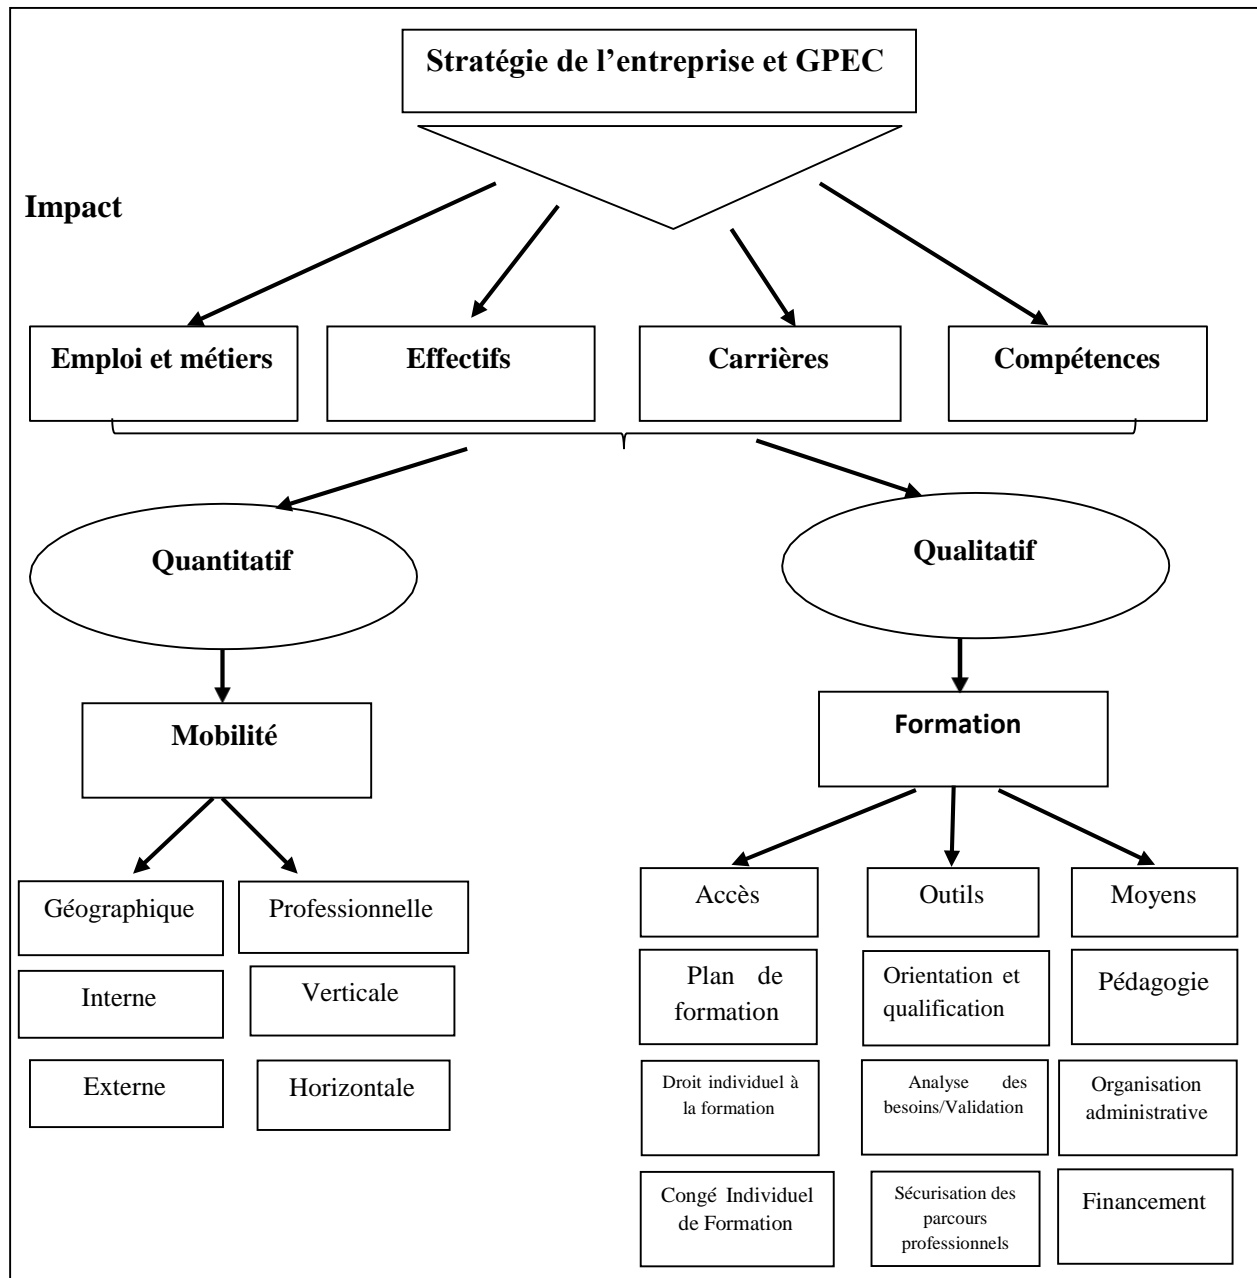 Stratégie de l’entreprise et GPEC
Impact
Emploi et métiers
Effectifs
Carrières
Compétences
Quantitatif
Qualitatif
Mobilité
Formation
Géographique
Professionnelle
Interne
Verticale
Externe
Horizontale
Accès
Outils
Moyens
Plan de
formation
Orientation et
qualification
Pédagogie
Droit individuel à
la formation
Analyse des
besoins/Validation
Organisation
administrative
Congé Individuel
de Formation
Sécurisation des
parcours
professionnels
Financement